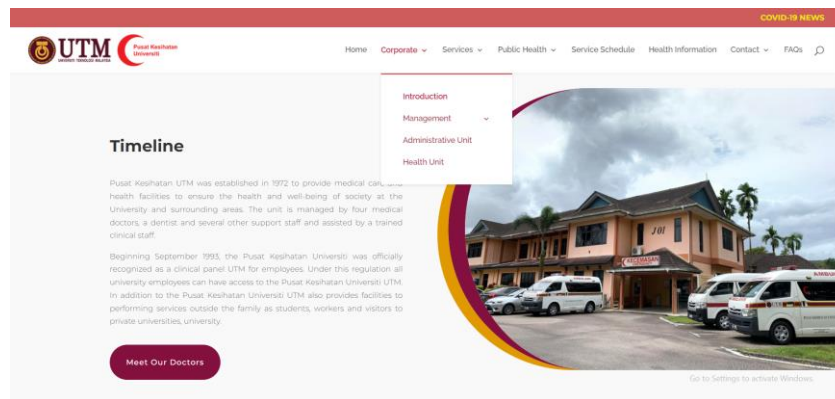 COVID-19 NEWS
UTM
UNIVERSITI TEKNOLOGI MALAYSIA
Pusat Kesihatan
Universiti
Home Corporate Services Public Health Service Schedule Health Information Contact FAQs
Introduction
Management
Administrative Unit
Health Unit
Timeline
Pusat Kesihatan UTM was established in 1972 to provide medical care and
health facilities to ensure the health and well-being of society at the
University and surrounding areas. The unit is managed by four medical
doctors, a dentist and several other support staff and assisted by a trained
clinical staff.
Beginning September 1993, the Pusat Kesihatan Universiti was officially
recognized as a clinical panel UTM for employees. Under this regulation all
university employees can have access to the Pusat Kesihatan Universiti UTM.
In addition to the Pusat Kesihatan Universiti UTM also provides facilities to
performing services outside the family as students, workers and visitors to
private universities, university.
Meet Our Doctors
J01
KECEMASAN
Go to Settings to activate Windows.